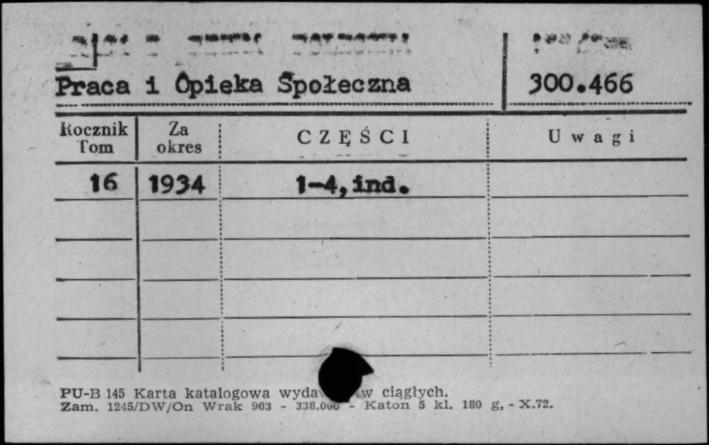 Praca i Opieka Społeczna 300.466
Rocznik Tom Za okres CZĘŚCI Uwagi
16 1934 1-4, ind.
PU-B 145 Karta katalogowa ciągłych.
Zam. 1245/DW/On Wrak 903 - Katon 5 kl. 180 g, - X.72.